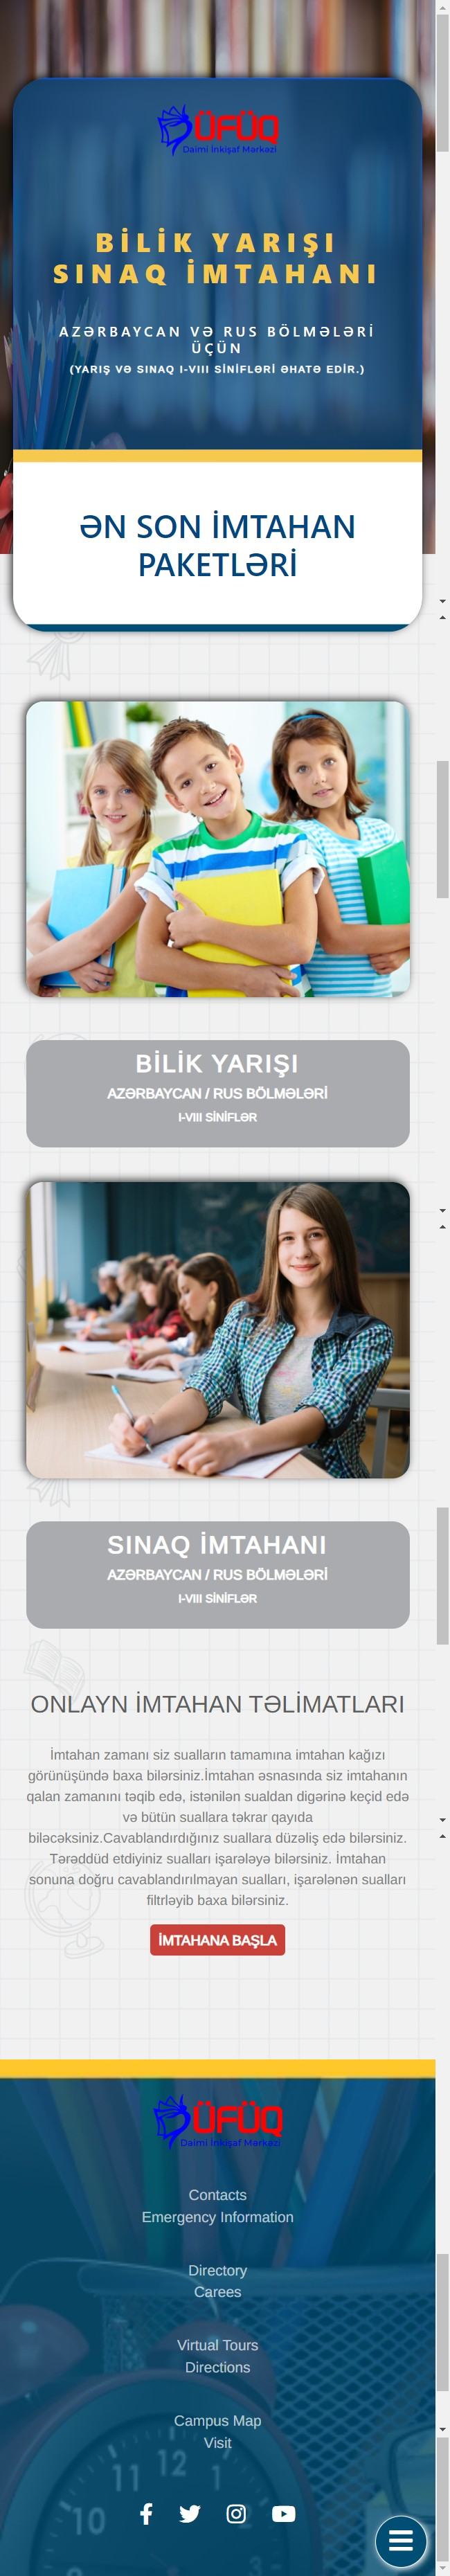 ÜFÜQ
Daimi İnkişaf Mərkəzi
BİLİK YARIŞI
SINAQ İMTAHANI
AZƏRBAYCAN VƏ RUS BÖLMƏLƏRİ
ÜÇÜN
(YARIŞ VƏ SINAQ I-VIII SİNİFLƏRİ ƏHATƏ EDİR.)
ƏN SON İMTAHAN
PAKETLƏRİ
BİLİK YARIŞI
AZƏRBAYCAN / RUS BÖLMƏLƏRİ
I-VIII SİNİFLƏR
SINAQ İMTAHANI
AZƏRBAYCAN / RUS BÖLMƏLƏRİ
I-VIII SİNİFLƏR
ONLAYN İMTAHAN TƏLİMATLARI
İmtahan zamanı siz sualların tamamına imtahan kağızı
görünüşündə baxa bilərsiniz.İmtahan əsnasında siz imtahanın
qalan zamanını təqib edə, istənilən sualdan digərinə keçid edə
və bütün suallara təkrar qayıda
biləcəksiniz.Cavablandırdığınız suallara düzəliş edə bilərsiniz.
Tərəddüd etdiyiniz sualları işarələyə bilərsiniz. İmtahan
sonuna doğru cavablandırılmayan sualları, işarələnən sualları
filtrləyib baxa bilərsiniz.
İMTAHANA BAŞLA
ÜFÜQ
Daimi İnkişaf Mərkəzi
Contacts
Emergency Information
Directory
Carees
Virtual Tours
Directions
Campus Map
Visit
12
11
1
10
2